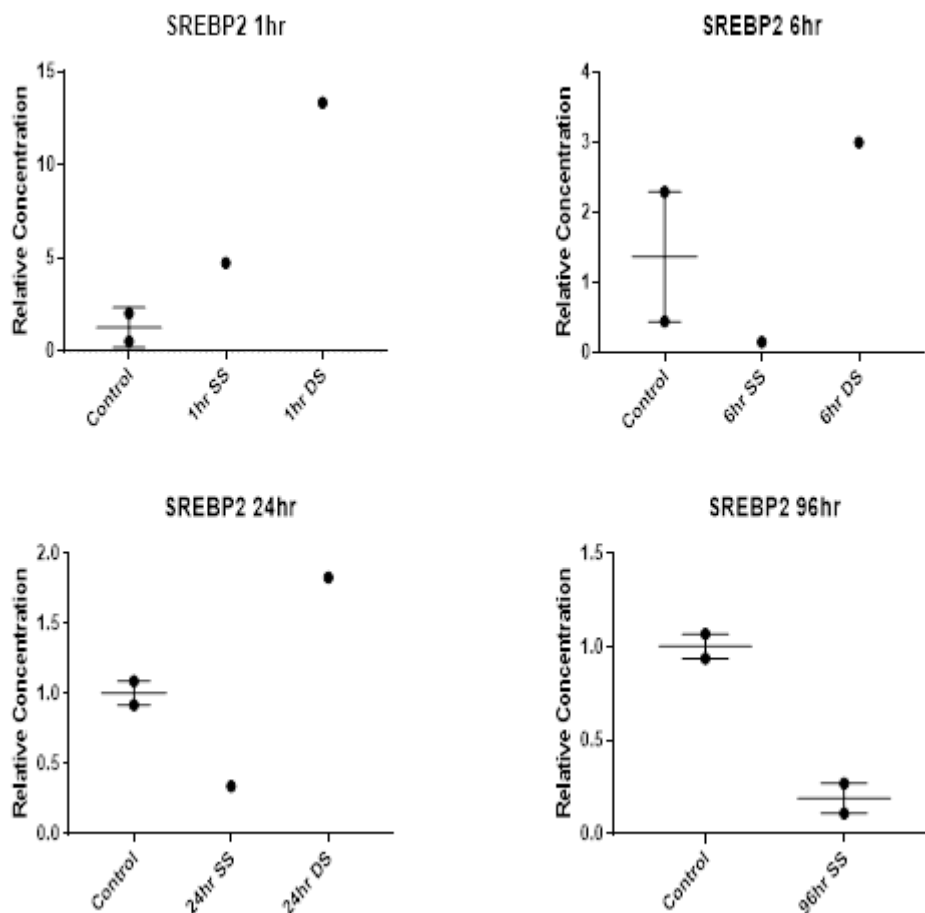 SREBP2 1hr
Relative Concentration
15
10
5
0
Control
1hr SS
1hr DS
SREBP2 6hr
Relative Concentration
4
3
2
1
0
Control
6hr SS
6hr DS
SREBP2 24hr
Relative Concentration
2.0
1.5
1.0
0.5
0.0
Control
24hr SS
24hr DS
SREBP2 96hr
Relative Concentration
1.5
1.0
0.5
0.0
Control
96hr SS